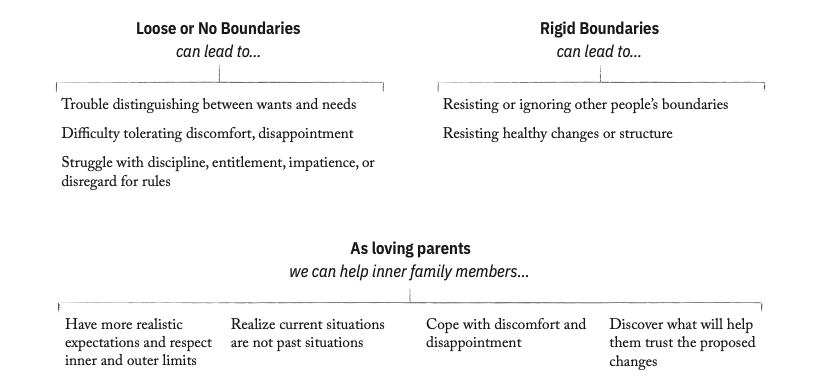 Loose or No Boundaries
can lead to...
Trouble distinguishing between wants and needs
Difficulty tolerating discomfort, disappointment
Struggle with discipline, entitlement, impatience, or
disregard for rules
Rigid Boundaries
can lead to...
Resisting or ignoring other people's boundaries
Resisting healthy changes or structure
As loving parents
we can help inner family members...
Have more realistic
expectations and respect
inner and outer limits
Realize current situations
are not past situations
Cope with discomfort and
disappointment
Discover what will help
them trust the proposed
changes